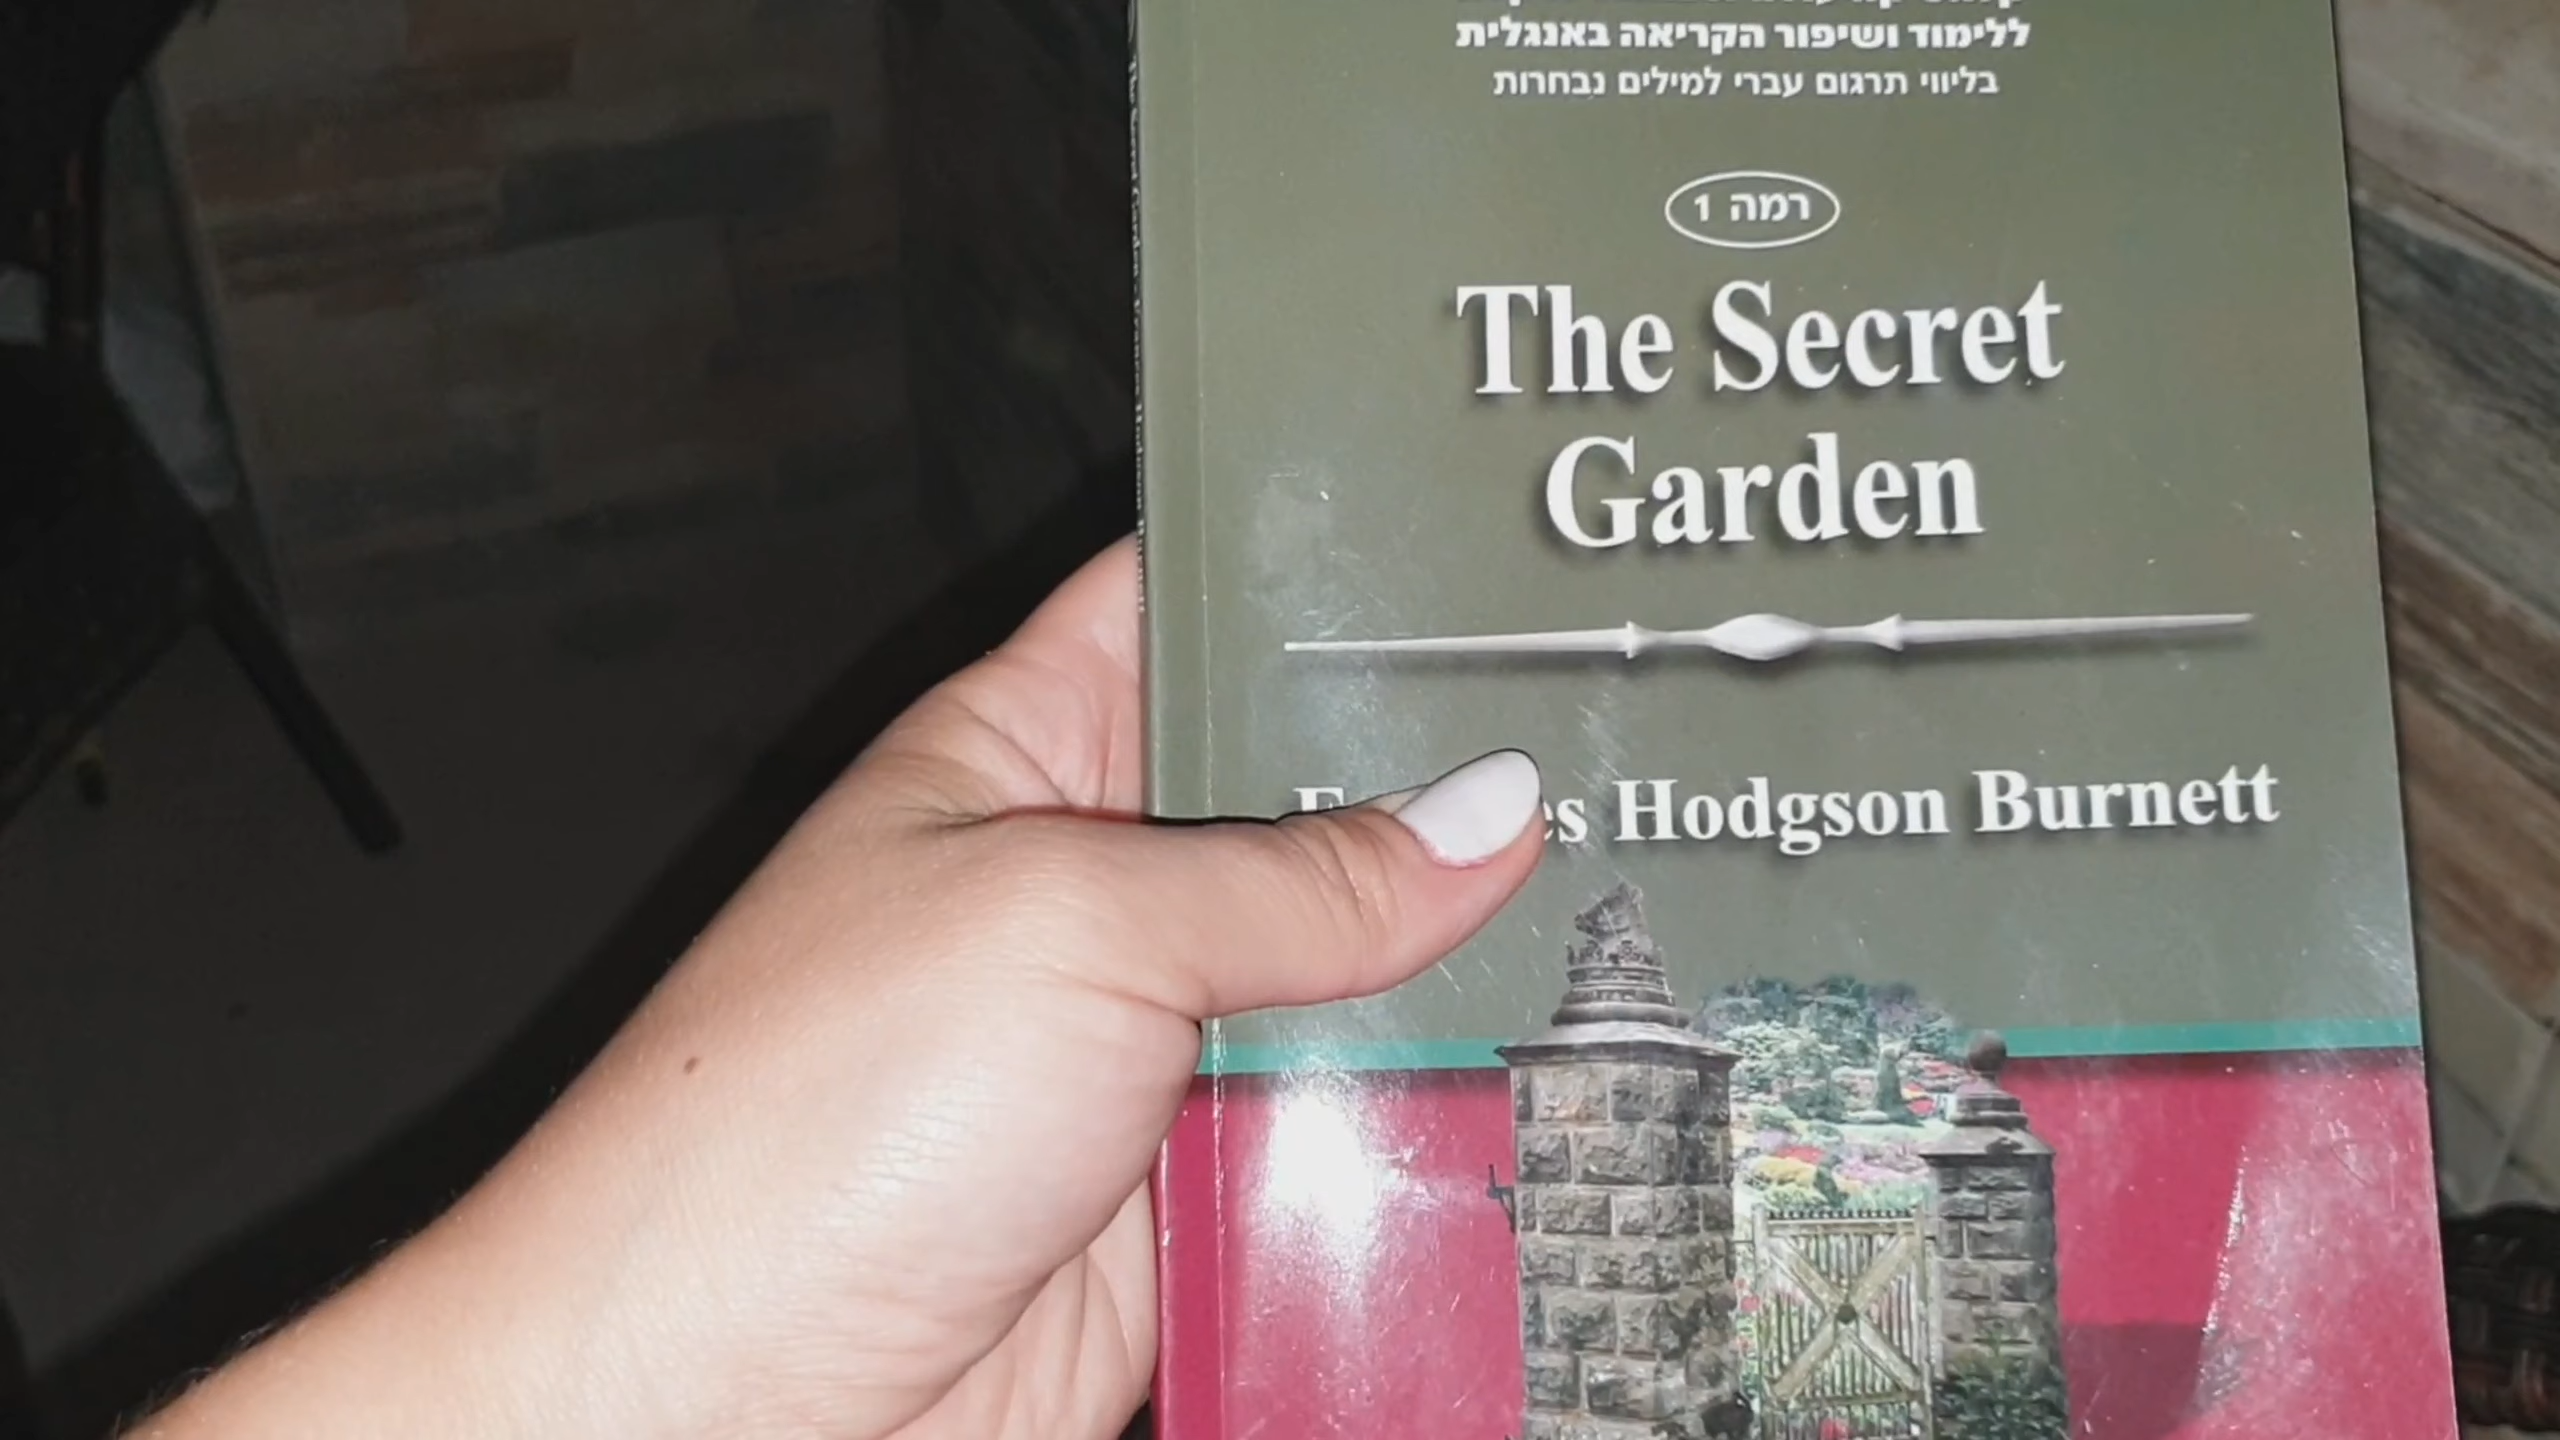 ללימוד ושיפור הקריאה באנגלית
בליווי תרגום עברי למילים נבחרות
רמה 1
The Secret
Garden
Hodgson Burnett